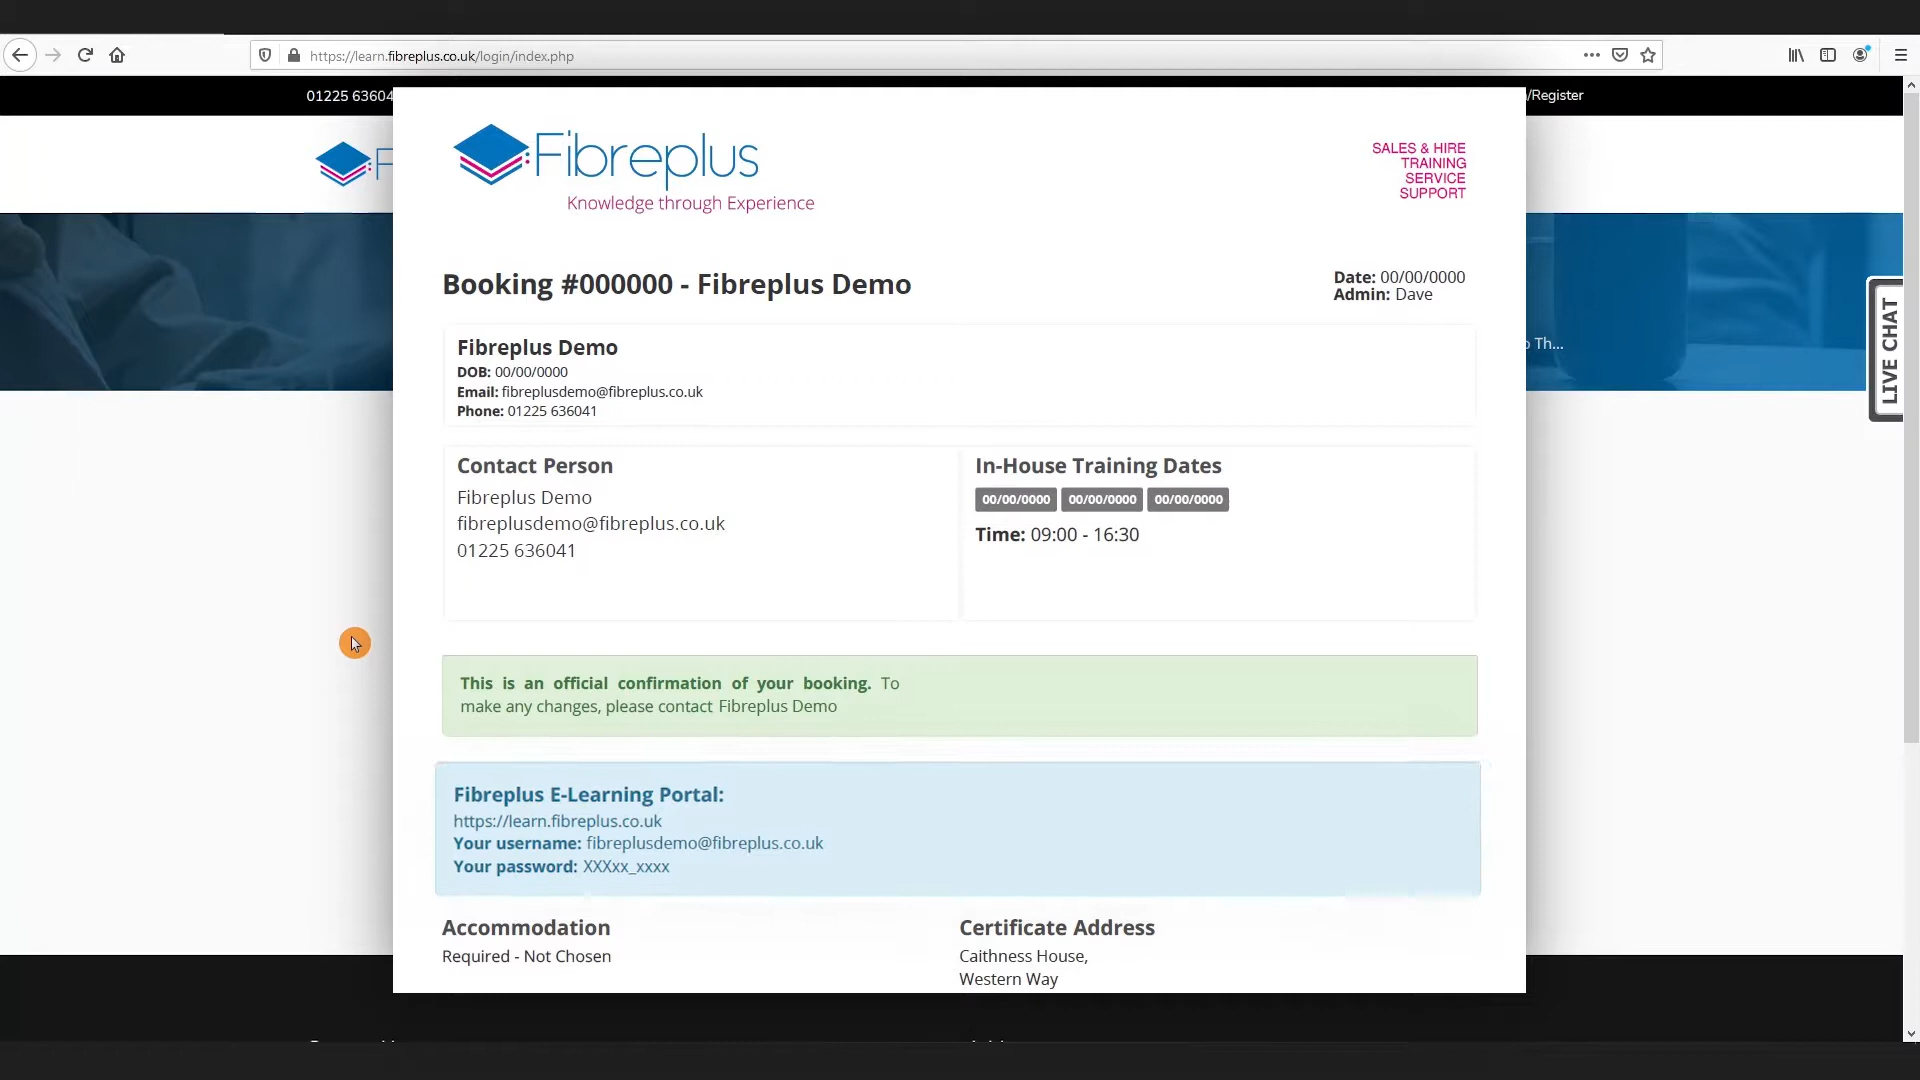 https://learn.fibreplus.co.uk/login/index.php
01225 63604
/Register
F
Fibreplus
Knowledge through Experience
SALES & HIRE
TRAINING
SERVICE
SUPPORT
Booking #000000 - Fibreplus Demo
Date: 00/00/0000
Admin: Dave
Fibreplus Demo
DOB: 00/00/0000
Email: fibreplusdemo@fibreplus.co.uk
Phone: 01225 636041
o Th...
LIVE CHAT
Contact Person
Fibreplus Demo
fibreplusdemo@fibreplus.co.uk
01225 636041
In-House Training Dates
00/00/0000 00/00/0000 00/00/0000
Time: 09:00 - 16:30
This is an official confirmation of your booking. To
make any changes, please contact Fibreplus Demo
Fibreplus E-Learning Portal:
https://learn.fibreplus.co.uk
Your username: fibreplusdemo@fibreplus.co.uk
Your password: XXXxx_xxxx
Accommodation
Required - Not Chosen
Certificate Address
Caithness House,
Western Way